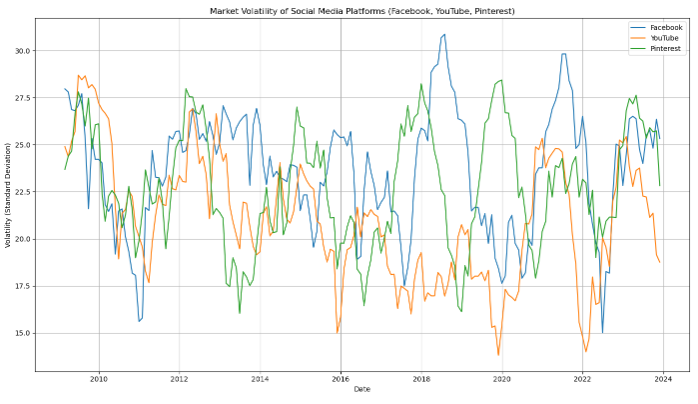 Market Volatility of Social Media Platforms (Facebook, YouTube, Pinterest)
Facebook
YouTube
Pinterest
Volatility (Standard Deviation)
30.0
27.5
25.0
22.5
20.0
17.5
15.0
2010
2012
2014
2016
2018
2020
2022
2024
Date